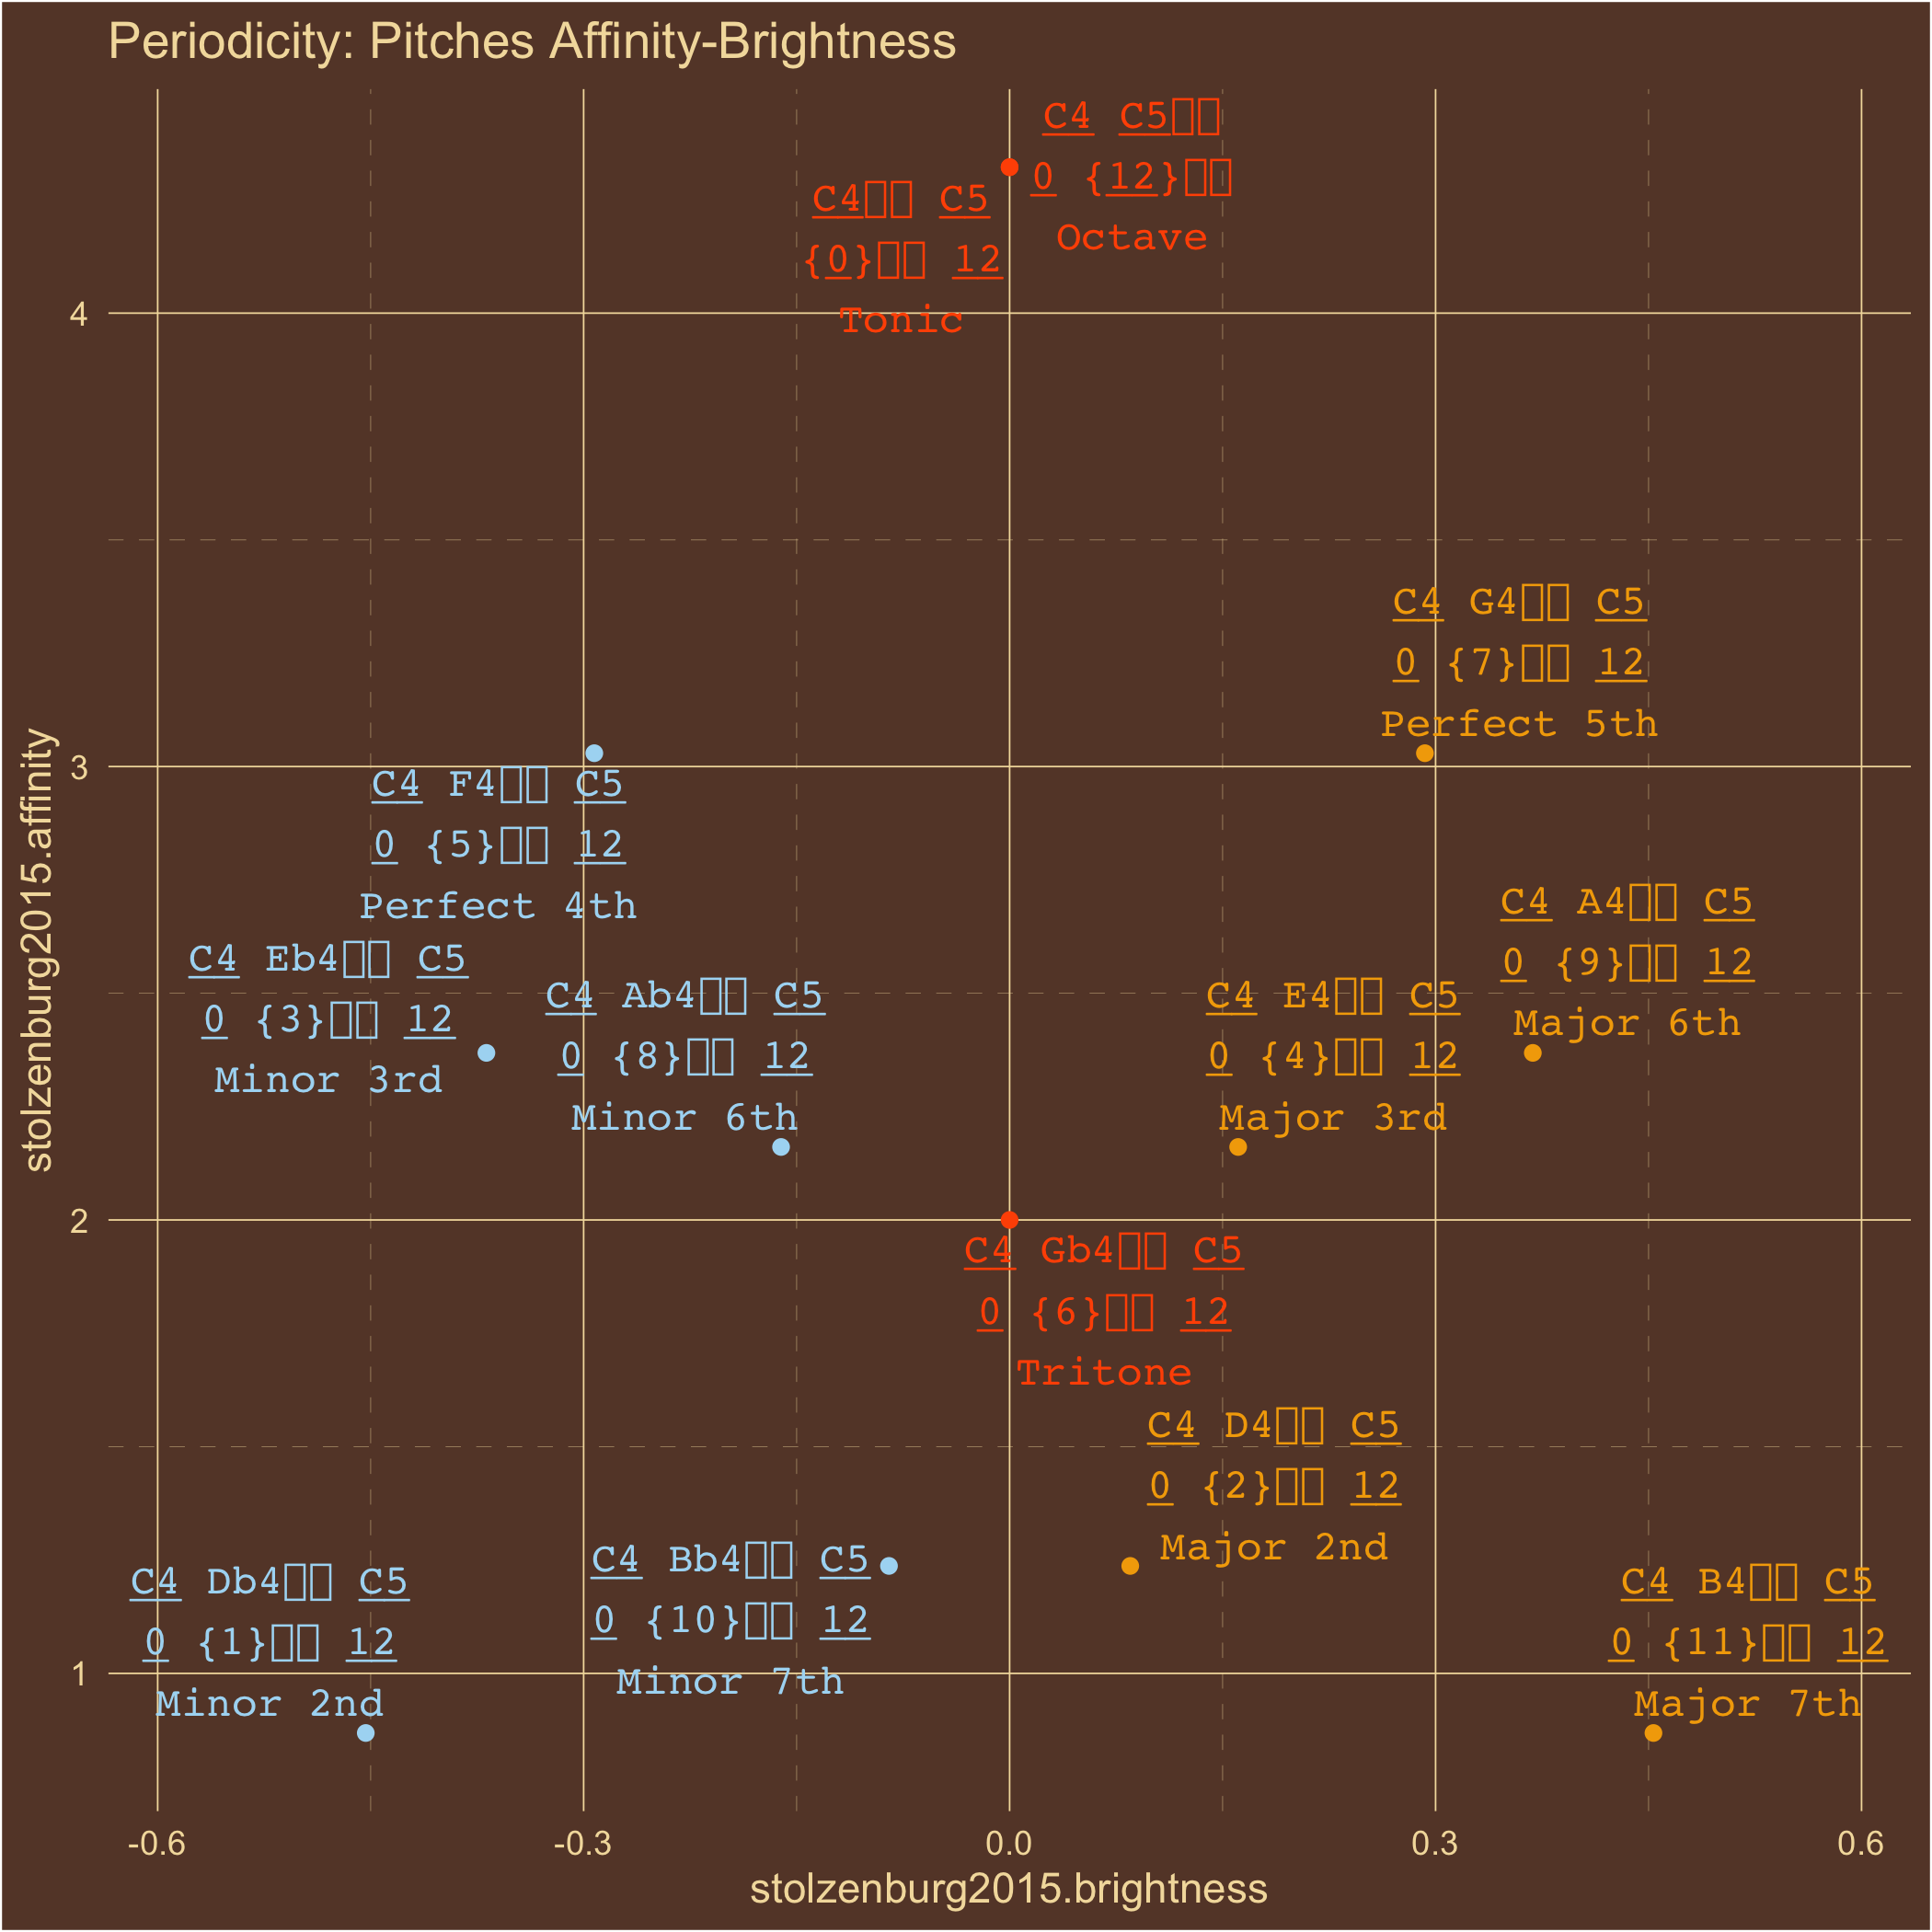 Periodicity: Pitches Affinity-Brightness
C4 C5▯▯
0 {12}▯▯
Octave
C4▯▯ C5
{0}▯▯ 12
Tonic
4
C4 G4▯▯ C5
0 {7}▯▯ 12
Perfect 5th
3
C4 F4▯▯ C5
0 {5}▯▯ 12
Perfect 4th
C4 A4▯▯ C5
0 {9}▯▯ 12
Major 6th
C4 Eb4▯▯ C5
0 {3}▯▯ 12
Minor 3rd
C4 Ab4▯▯ C5
0 {8}▯▯ 12
Minor 6th
C4 E4▯▯ C5
0 {4}▯▯ 12
Major 3rd
2
C4 Gb4▯▯ C5
0 {6}▯▯ 12
Tritone
C4 D4▯▯ C5
0 {2}▯▯ 12
Major 2nd
C4 Db4▯▯ C5
0 {1}▯▯ 12
Minor 2nd
C4 Bb4▯▯ C5
0 {10}▯▯ 12
Minor 7th
C4 B4▯▯ C5
0 {11}▯▯ 12
Major 7th
1
stolzenburg2015.affinity
-0.6 -0.3 0.0 0.3 0.6
stolzenburg2015.brightness